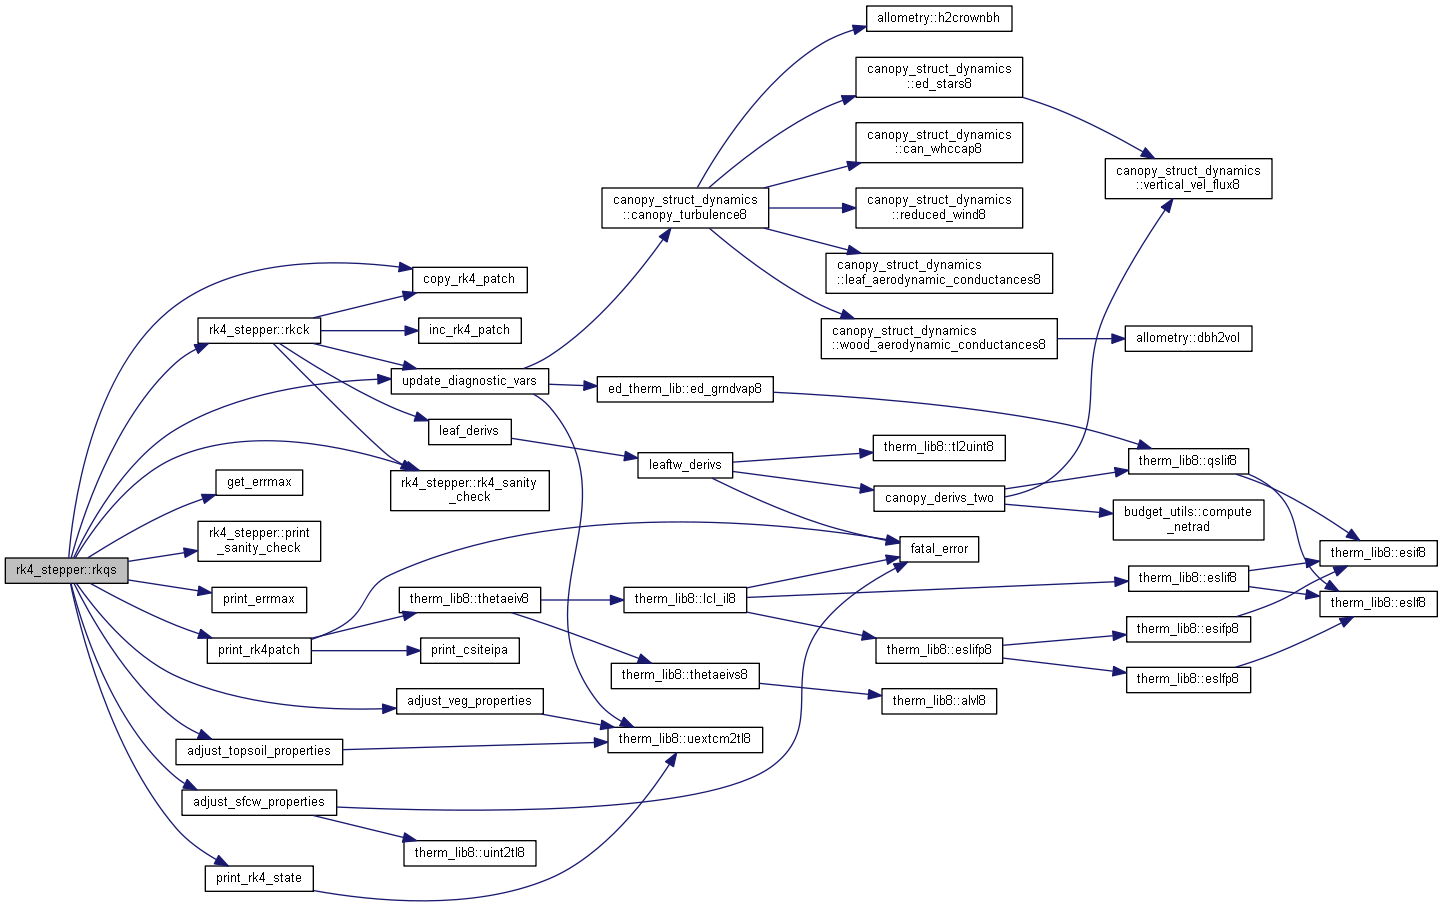 allometry::h2crownbh
canopy_struct_dynamics
::ed_stars8
canopy_struct_dynamics
::can_whccap8
canopy_struct_dynamics
::vertical_vel_flux8
canopy_struct_dynamics
::canopy_turbulence8
canopy_struct_dynamics
::reduced_wind8
canopy_struct_dynamics
::leaf_aerodynamic_conductances8
copy_rk4_patch
rk4_stepper::rkck
inc_rk4_patch
canopy_struct_dynamics
::wood_aerodynamic_conductances8
allometry::dbh2vol
update_diagnostic_vars
ed_therm_lib::ed_grndvap8
leaf_derivs
therm_lib8::tl2uint8
leaftw_derivs
therm_lib8::qslif8
get_errmax
rk4_stepper::rk4_sanity
_check
canopy_derivs_two
budget_utils::compute
_netrad
rk4_stepper::print
_sanity_check
fatal_error
therm_lib8::esif8
rk4_stepper::rkqs
therm_lib8::eslif8
print_errmax
therm_lib8::thetaeiv8
therm_lib8::lcl_il8
therm_lib8::eslf8
therm_lib8::esifp8
print_rk4patch
print_csiteipa
therm_lib8::eslifp8
therm_lib8::thetaeivs8
therm_lib8::eslfp8
adjust_veg_properties
therm_lib8::alvl8
adjust_topsoil_properties
therm_lib8::uextcm2tl8
adjust_sfcw_properties
therm_lib8::uint2tl8
print_rk4_state